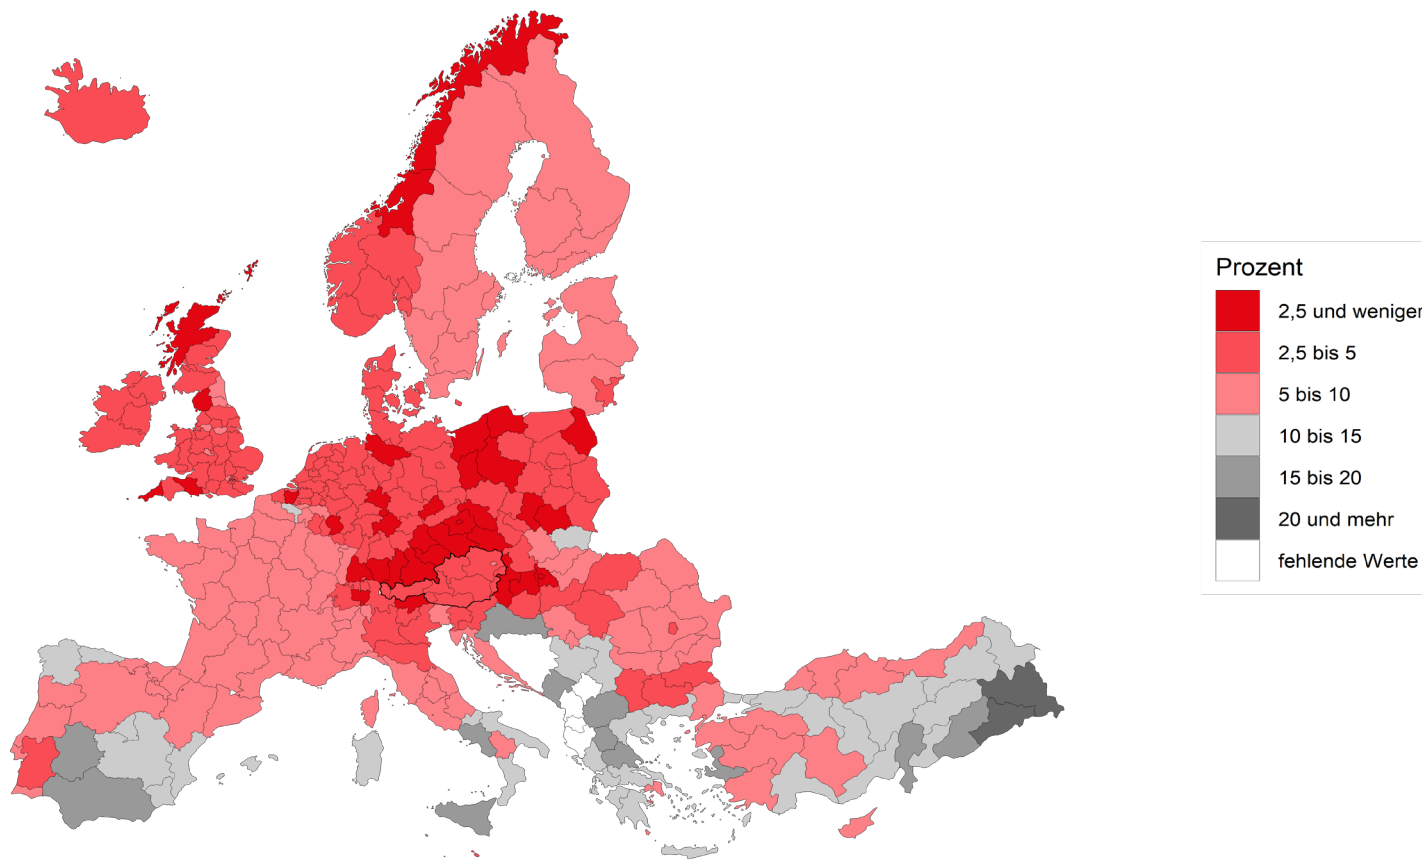 Prozent
2,5 und weniger
2,5 bis 5
5 bis 10
10 bis 15
15 bis 20
20 und mehr
fehlende Werte